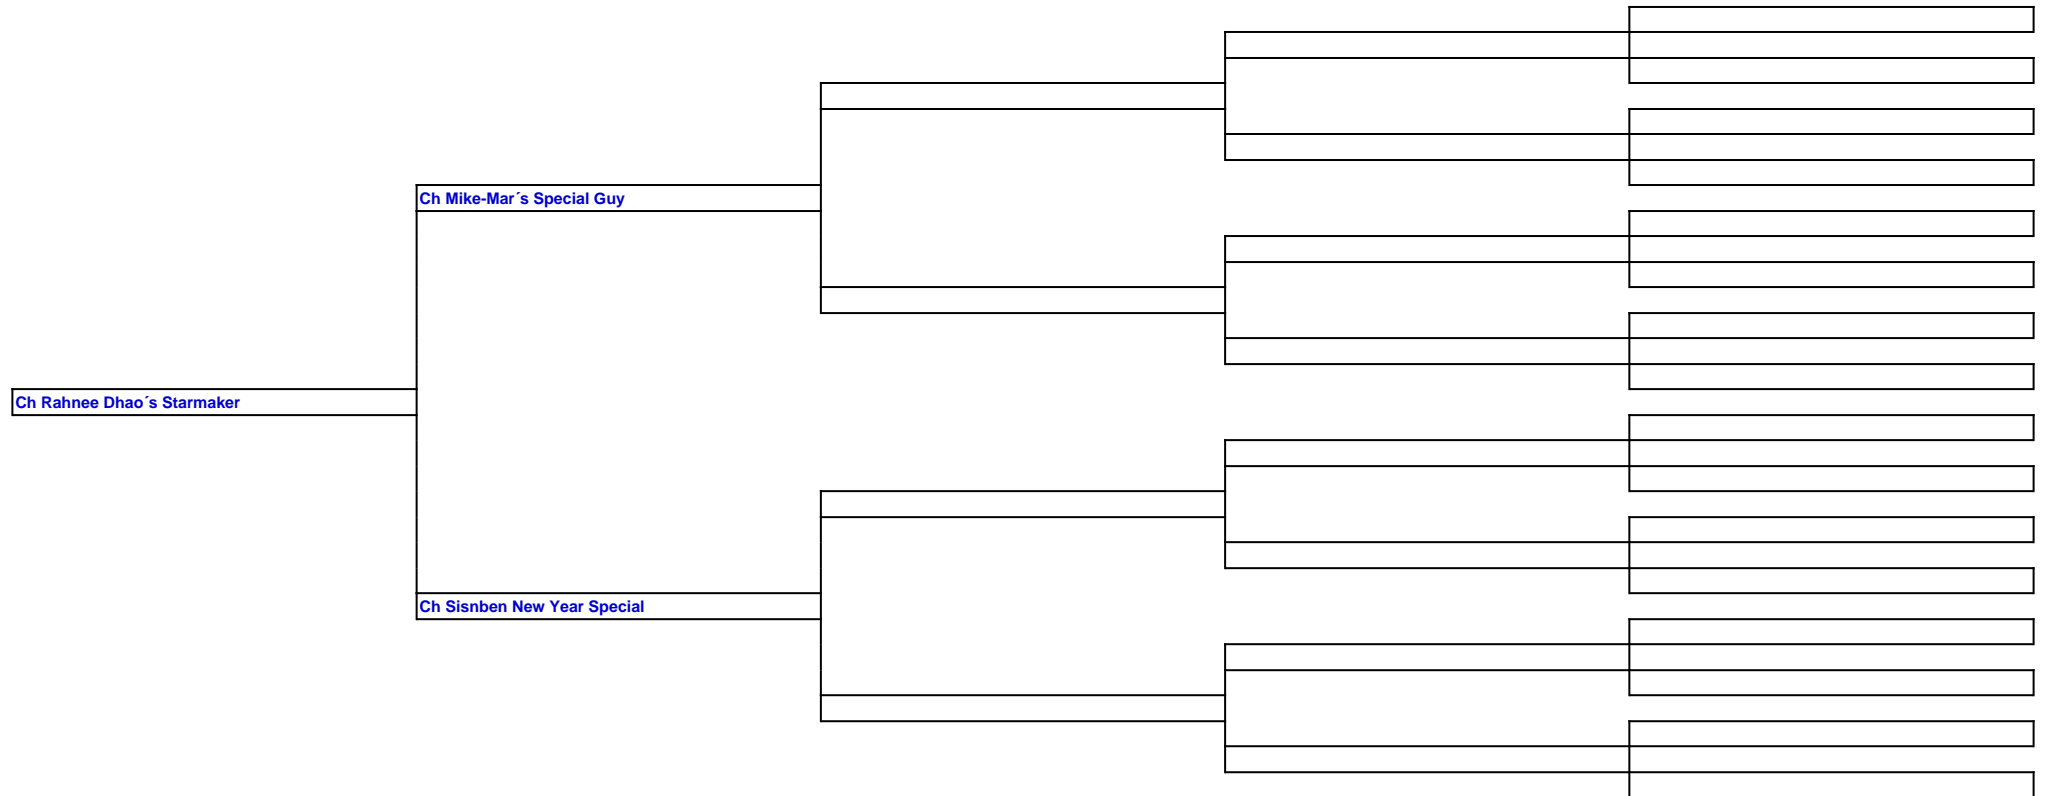 Ch Mike-Mar´s Special Guy
Ch Rahnee Dhao´s Starmaker
Ch Sisnben New Year Special